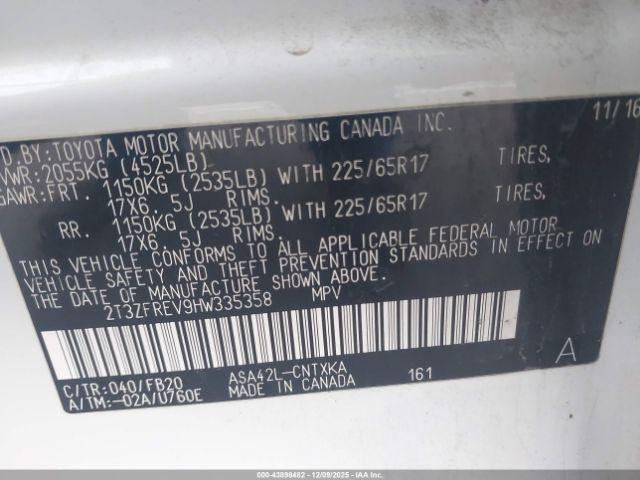 D BY: TOYOTA MOTOR MANUFACTURING CANADA INC. 11/16
VWR: 2055KG (4525LB)
GAWR: FRT. 1150KG (2535LB) WITH 225/65R17 TIRES,
17X6.5J RIMS.
RR. 1150KG (2535LB) WITH 225/65R17 TIRES,
17X6.5J RIMS.
THIS VEHICLE CONFORMS TO ALL APPLICABLE FEDERAL MOTOR
VEHICLE SAFETY AND THEFT PREVENTION STANDARDS IN EFFECT ON
THE DATE OF MANUFACTURE SHOWN ABOVE.
2T3ZFREV9HW335358 MPV
A
C/TR: 040/FB20 ASA42L-CNTXKA 161
A/TM: -02A/U760E MADE IN CANADA
000-43898482 - 12/09/2025 - IAAI Inc. - Copyright